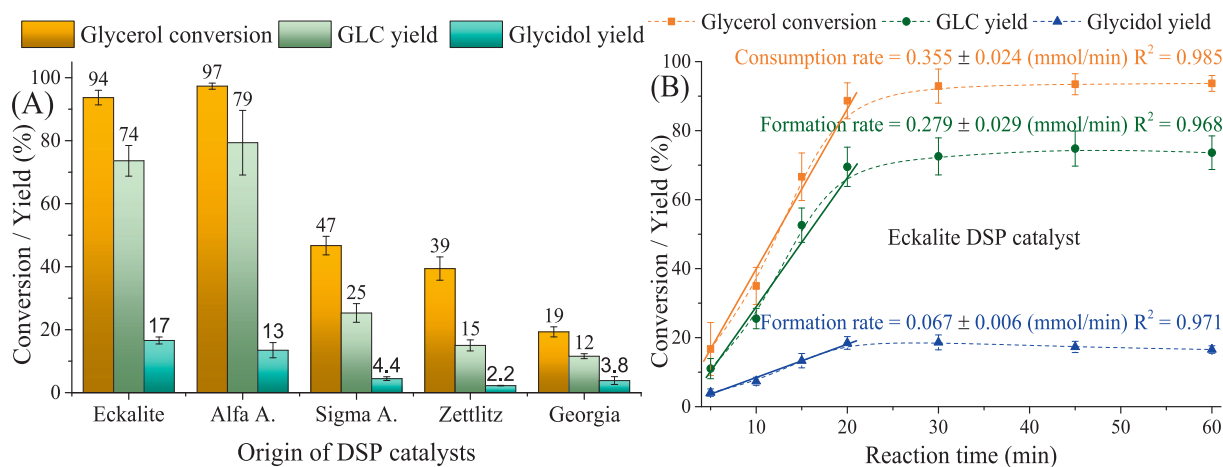 Glycerol conversion GLC yield Glycidol yield
(A)
Conversion / Yield (%)
100
80
60
40
20
0
94 74 17
97 79 13
47 25 4.4
39 15 2.2
19 12 3.8
Eckalite Alfa A. Sigma A. Zettlitz Georgia
Origin of DSP catalysts
Glycerol conversion GLC yield Glycidol yield
(B)
Consumption rate = 0.355 ± 0.024 (mmol/min) R² = 0.985
Formation rate = 0.279 ± 0.029 (mmol/min) R² = 0.968
Eckalite DSP catalyst
Formation rate = 0.067 ± 0.006 (mmol/min) R² = 0.971
Conversion / Yield (%)
100
80
60
40
20
0
10 20 30 40 50 60
Reaction time (min)